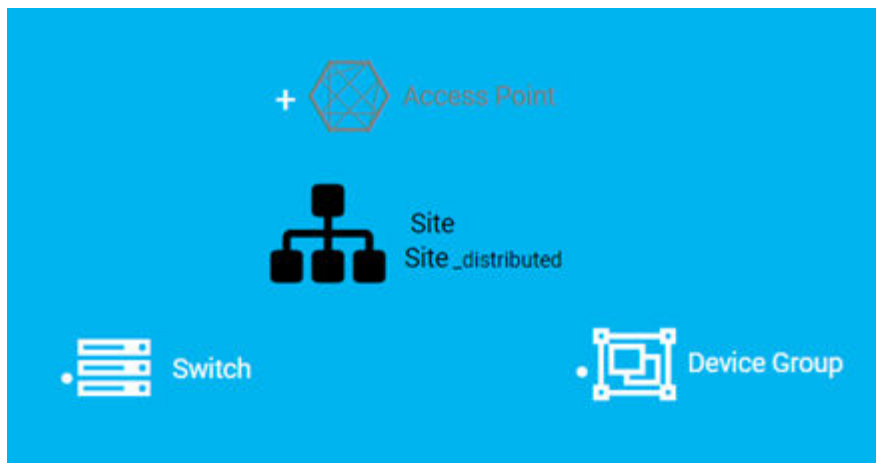 + Access Point
Site
Site_distributed
Switch
Device Group